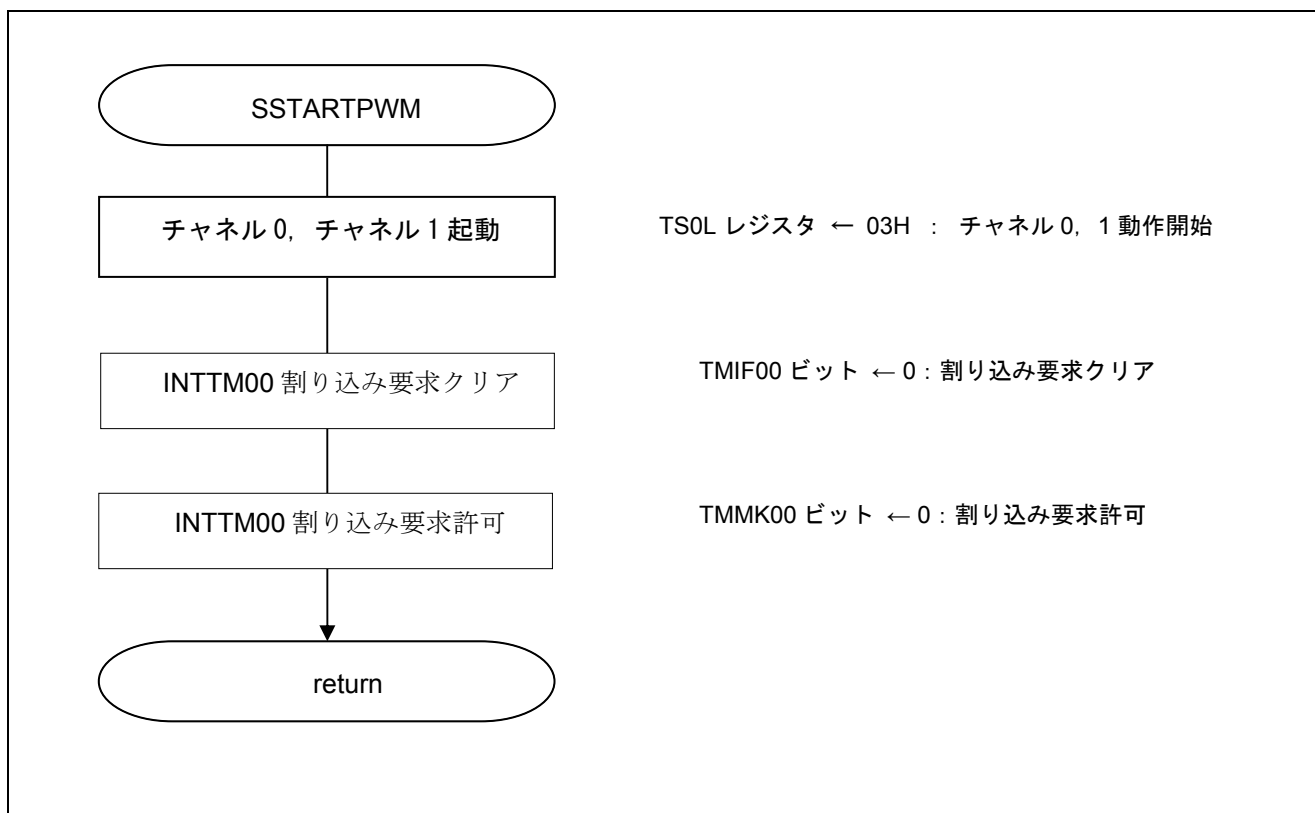 SSTARTPWM
チャネル 0, チャネル 1 起動
TS0L レジスタ ← 03H : チャネル 0, 1 動作開始
INTTM00 割り込み要求クリア
TMIF00 ビット ← 0 : 割り込み要求クリア
INTTM00 割り込み要求許可
TMMK00 ビット ← 0 : 割り込み要求許可
return